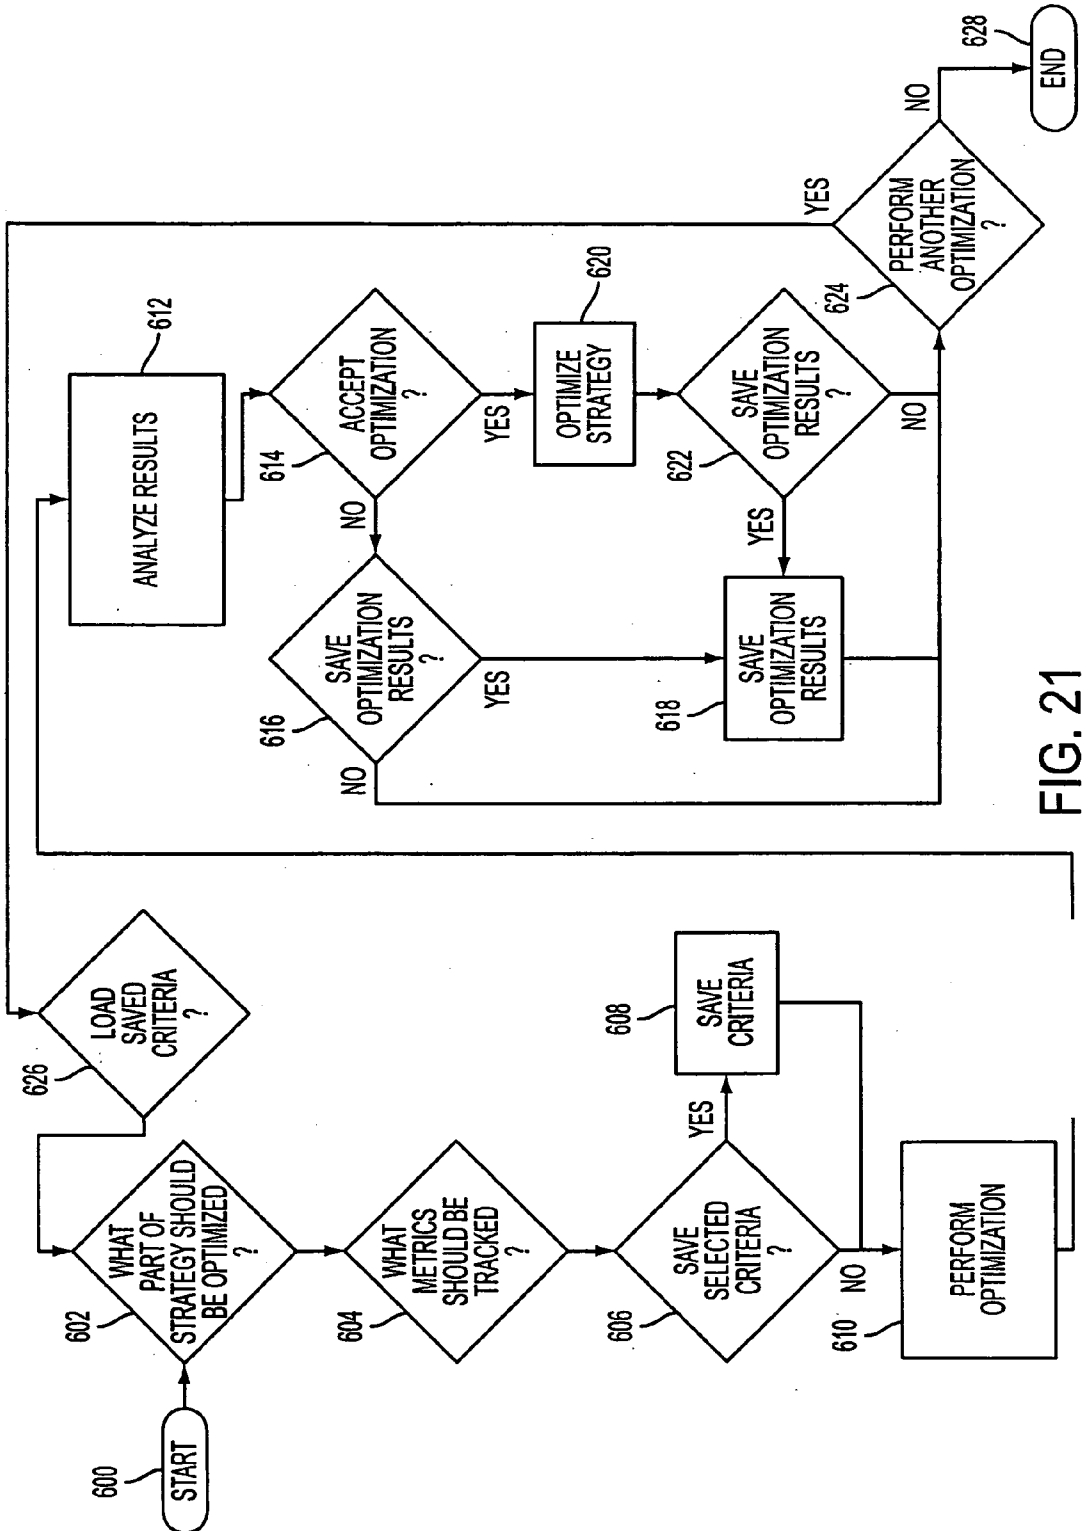 600
START
602
WHAT
PART OF
STRATEGY SHOULD
BE OPTIMIZED
?
626
LOAD
SAVED
CRITERIA
?
604
WHAT
METRICS
SHOULD BE
TRACKED
?
606
SAVE
SELECTED
CRITERIA
?
YES
NO
608
SAVE
CRITERIA
610
PERFORM
OPTIMIZATION
612
ANALYZE RESULTS
614
ACCEPT
OPTIMIZATION
?
NO
YES
616
SAVE
OPTIMIZATION
RESULTS
?
NO
YES
618
SAVE
OPTIMIZATION
RESULTS
620
OPTIMIZE
STRATEGY
622
SAVE
OPTIMIZATION
RESULTS
?
YES
NO
624
PERFORM
ANOTHER
OPTIMIZATION
?
YES
NO
628
END
FIG. 21